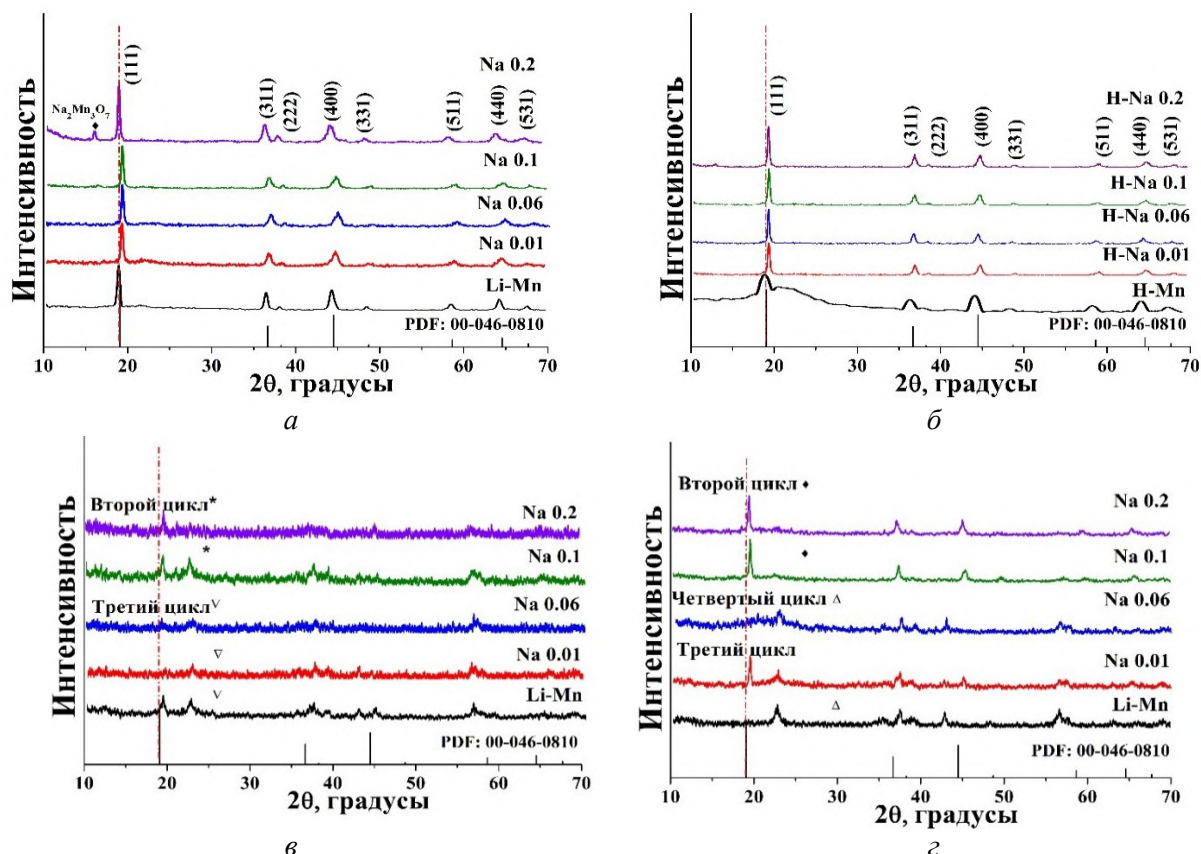 Интенсивность
Na₂Mn₃O₇
♦
(111)
(311)
(222)
(400)
(331)
(511)
(440)
(531)
Na 0.2
Na 0.1
Na 0.06
Na 0.01
Li-Mn
PDF: 00-046-0810
10 20 30 40 50 60 70
2θ, градусы
а
Интенсивность
(111)
(311)
(222)
(400)
(331)
(511)
(440)
(531)
H-Na 0.2
H-Na 0.1
H-Na 0.06
H-Na 0.01
H-Mn
PDF: 00-046-0810
10 20 30 40 50 60 70
2θ, градусы
б
Интенсивность
Второй цикл*
Na 0.2
*
Na 0.1
Третий цикл∨
Na 0.06
∇
Na 0.01
∨
Li-Mn
PDF: 00-046-0810
10 20 30 40 50 60 70
2θ, градусы
в
Интенсивность
Второй цикл ♦
Na 0.2
♦
Na 0.1
Четвертый цикл Δ
Na 0.06
Третий цикл
Na 0.01
Δ
Li-Mn
PDF: 00-046-0810
10 20 30 40 50 60 70
2θ, градусы
г